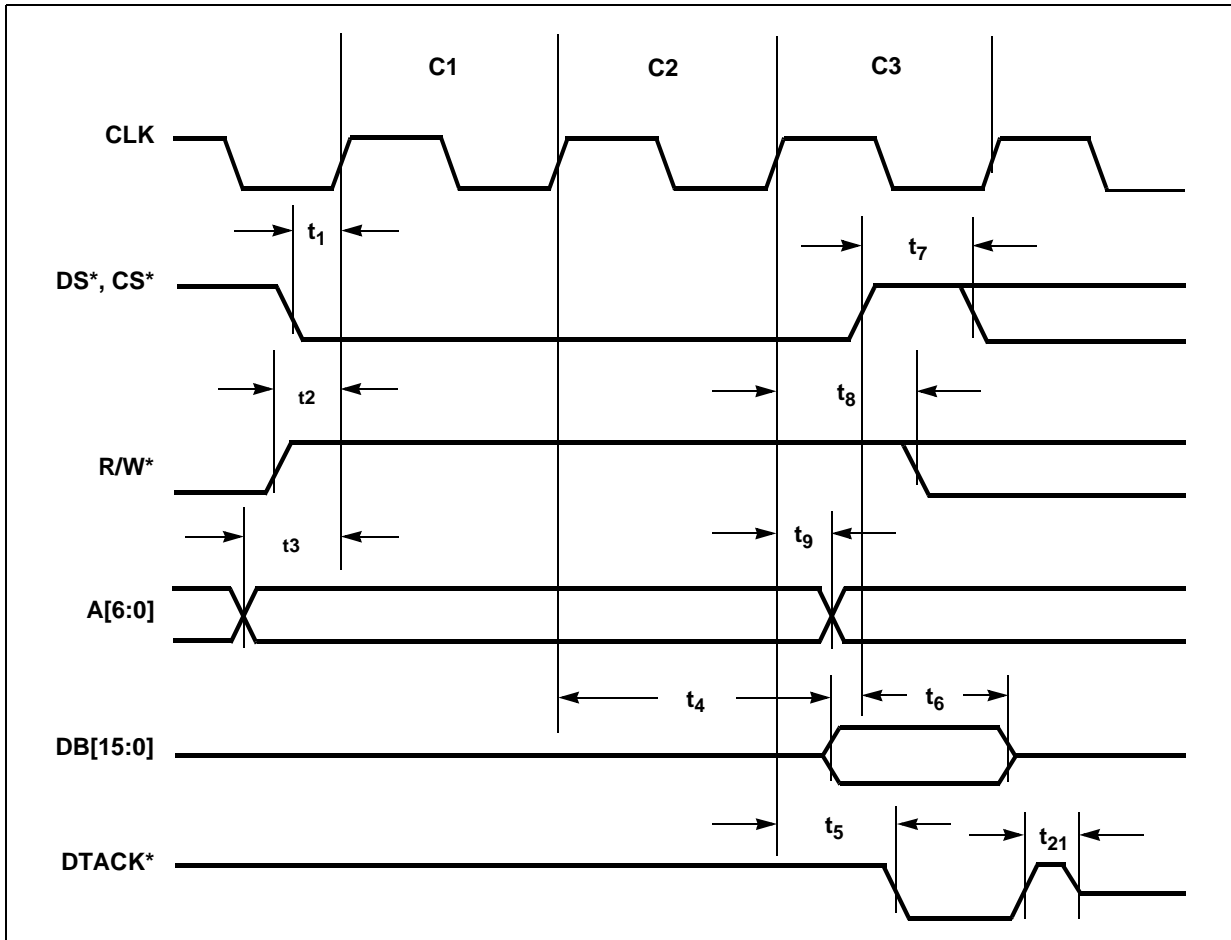 C1 C2 C3
CLK
t1
t7
DS*, CS*
t2
t8
R/W*
t3
t9
A[6:0]
t4
t6
DB[15:0]
t5
t21
DTACK*